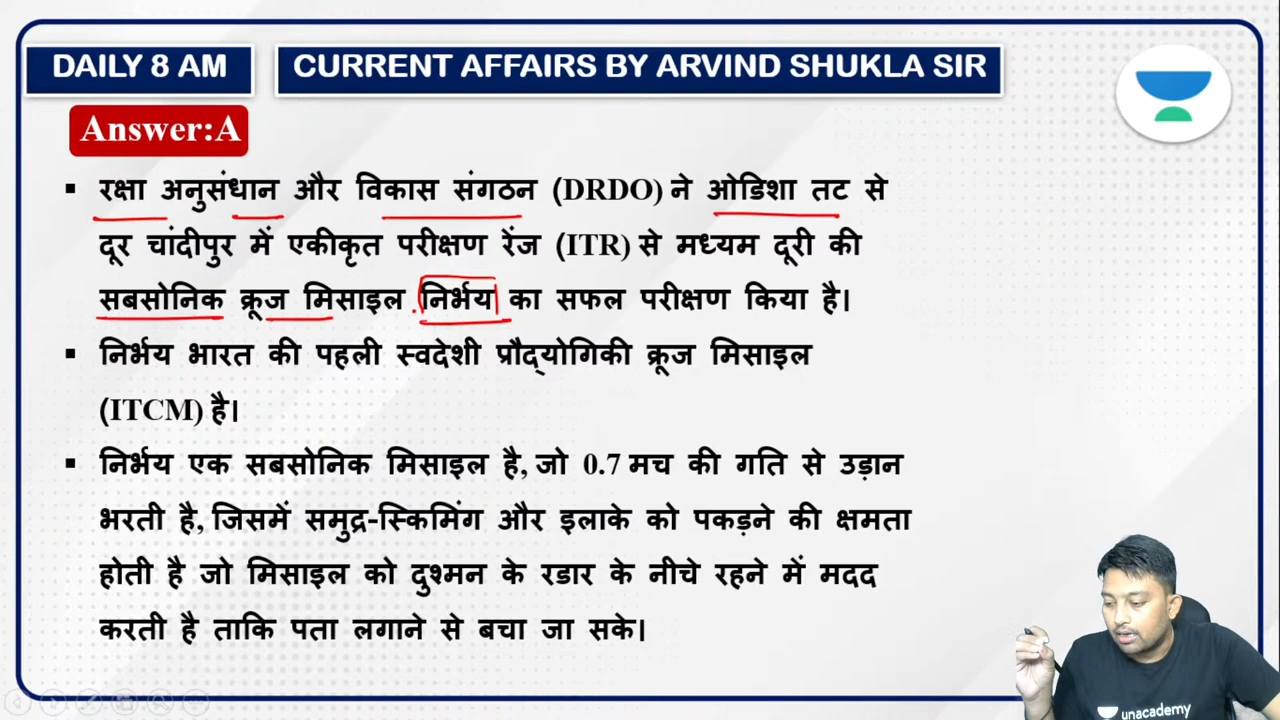 DAILY 8 AM
CURRENT AFFAIRS BY ARVIND SHUKLA SIR
Answer:A
▪ रक्षा अनुसंधान और विकास संगठन (DRDO) ने ओडिशा तट से
दूर चांदीपुर में एकीकृत परीक्षण रेंज (ITR) से मध्यम दूरी की
सबसोनिक क्रूज मिसाइल निर्भय का सफल परीक्षण किया है।
▪ निर्भय भारत की पहली स्वदेशी प्रौद्योगिकी क्रूज मिसाइल
(ITCM) है।
▪ निर्भय एक सबसोनिक मिसाइल है, जो 0.7 मच की गति से उड़ान
भरती है, जिसमें समुद्र-स्किमिंग और इलाके को पकड़ने की क्षमता
होती है जो मिसाइल को दुश्मन के रडार के नीचे रहने में मदद
करती है ताकि पता लगाने से बचा जा सके।
unacademy